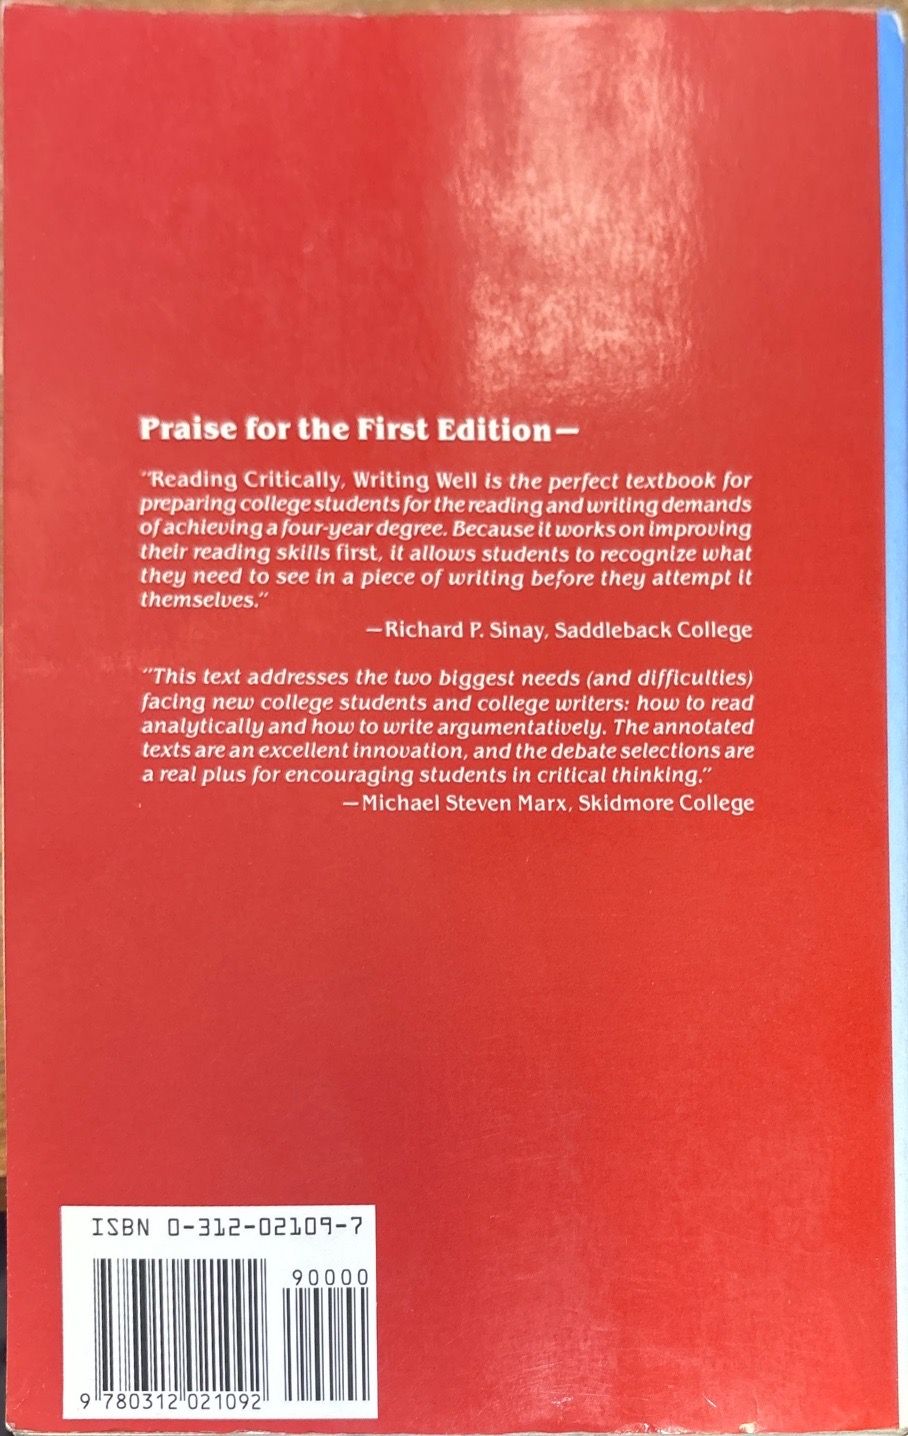 Praise for the First Edition—
"Reading Critically, Writing Well is the perfect textbook for
preparing college students for the reading and writing demands
of achieving a four-year degree. Because it works on improving
their reading skills first, it allows students to recognize what
they need to see in a piece of writing before they attempt it
themselves."
—Richard P. Sinay, Saddleback College
"This text addresses the two biggest needs (and difficulties)
facing new college students and college writers: how to read
analytically and how to write argumentatively. The annotated
texts are an excellent innovation, and the debate selections are
a real plus for encouraging students in critical thinking."
—Michael Steven Marx, Skidmore College
ISBN 0-312-02109-7
90000
9 780312 021092